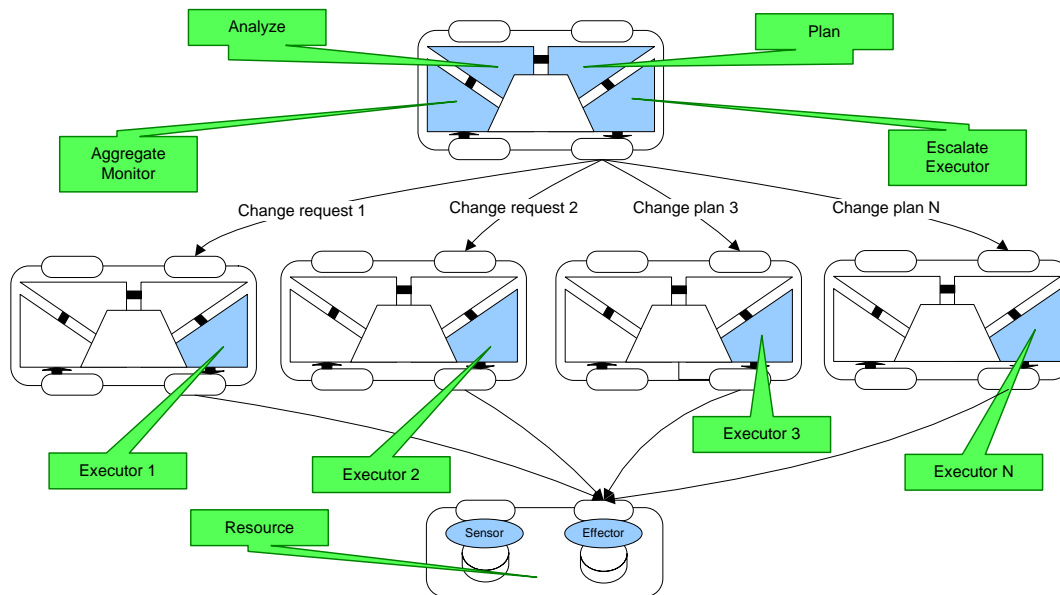 Analyze
Plan
Aggregate
Monitor
Escalate
Executor
Change request 1
Change request 2
Change plan 3
Change plan N
Executor 1
Executor 2
Executor 3
Executor N
Resource
Sensor
Effector